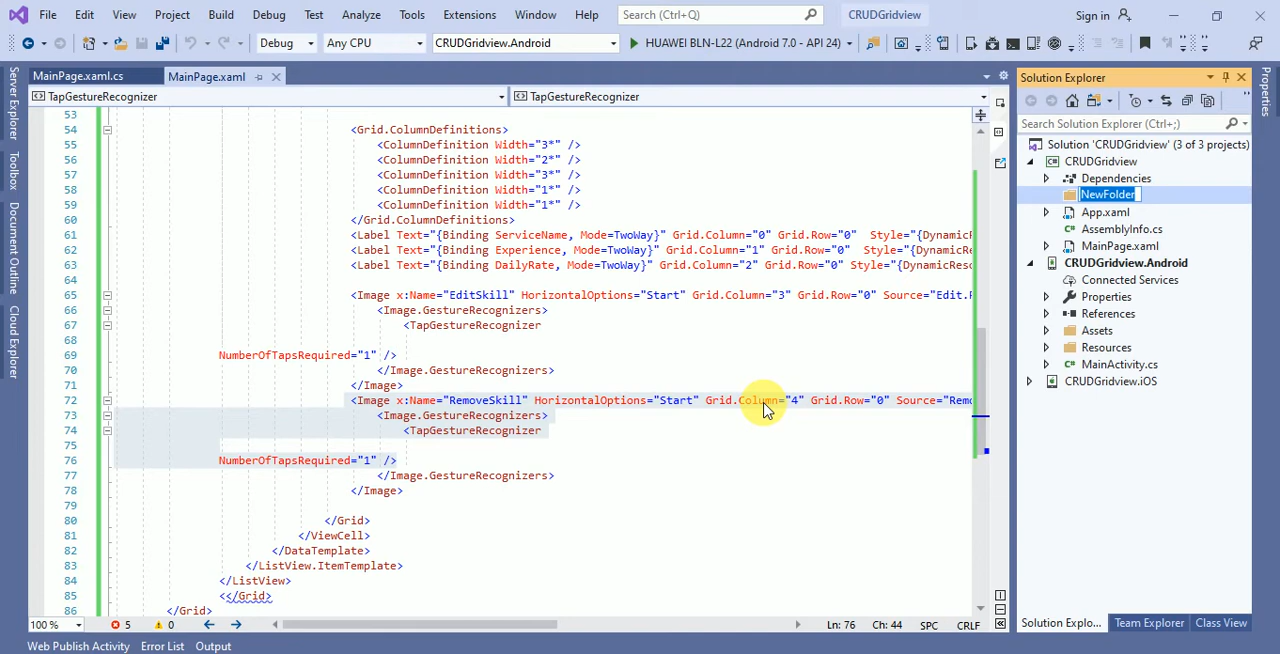 File Edit View Project Build Debug Test Analyze Tools Extensions Window Help Search (Ctrl+Q) CRUDGridview Sign in
Debug Any CPU CRUDGridview.Android HUAWEI BLN-L22 (Android 7.0 - API 24)
MainPage.xaml.cs MainPage.xaml
TapGestureRecognizer TapGestureRecognizer
53
54 <Grid.ColumnDefinitions>
55 <ColumnDefinition Width="3*" />
56 <ColumnDefinition Width="2*" />
57 <ColumnDefinition Width="3*" />
58 <ColumnDefinition Width="1*" />
59 <ColumnDefinition Width="1*" />
60 </Grid.ColumnDefinitions>
61 <Label Text="{Binding ServiceName, Mode=TwoWay}" Grid.Column="0" Grid.Row="0" Style="{DynamicRe
62 <Label Text="{Binding Experience, Mode=TwoWay}" Grid.Column="1" Grid.Row="0" Style="{DynamicRes
63 <Label Text="{Binding DailyRate, Mode=TwoWay}" Grid.Column="2" Grid.Row="0" Style="{DynamicResc
64
65 <Image x:Name="EditSkill" HorizontalOptions="Start" Grid.Column="3" Grid.Row="0" Source="Edit.P
66 <Image.GestureRecognizers>
67 <TapGestureRecognizer
68
69 NumberOfTapsRequired="1" />
70 </Image.GestureRecognizers>
71 </Image>
72 <Image x:Name="RemoveSkill" HorizontalOptions="Start" Grid.Column="4" Grid.Row="0" Source="Remo
73 <Image.GestureRecognizers>
74 <TapGestureRecognizer
75
76 NumberOfTapsRequired="1" />
77 </Image.GestureRecognizers>
78 </Image>
79
80 </Grid>
81 </ViewCell>
82 </DataTemplate>
83 </ListView.ItemTemplate>
84 </ListView>
85 <</Grid>
86 </Grid>
100 % 5 0 Ln: 76 Ch: 44 SPC CRLF
Web Publish Activity Error List Output
Server Explorer
Toolbox
Document Outline
Cloud Explorer
Solution Explorer
Search Solution Explorer (Ctrl+;)
Solution 'CRUDGridview' (3 of 3 projects)
CRUDGridview
Dependencies
NewFolder
App.xaml
AssemblyInfo.cs
MainPage.xaml
CRUDGridview.Android
Connected Services
Properties
References
Assets
Resources
MainActivity.cs
CRUDGridview.iOS
Solution Explo... Team Explorer Class View
Properties